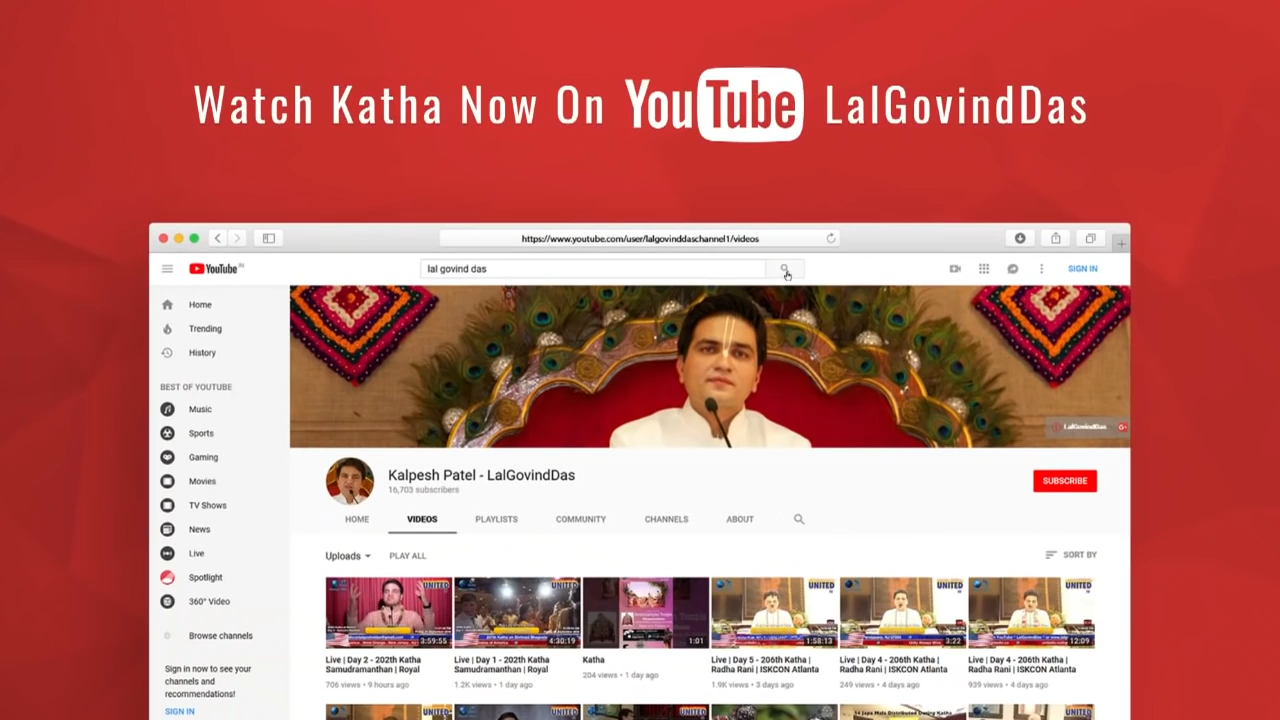 Watch Katha Now On YouTube LalGovindDas
https://www.youtube.com/user/lalgovinddaschannel1/videos
YouTube IN
lal govind das
SIGN IN
Home
Trending
History
BEST OF YOUTUBE
Music
Sports
Gaming
Movies
TV Shows
News
Live
Spotlight
360° Video
Browse channels
Sign in now to see your
channels and
recommendations!
SIGN IN
LalGovindDas
Kalpesh Patel - LalGovindDas
16,703 subscribers
SUBSCRIBE
HOME VIDEOS PLAYLISTS COMMUNITY CHANNELS ABOUT
Uploads PLAY ALL SORT BY
UNITED
3:59:55
Live | Day 2 - 202th Katha
Samudramanthan | Royal
706 views • 9 hours ago
UNITED
4:30:19
Live | Day 1 - 202th Katha
Samudramanthan | Royal
1.2K views • 1 day ago
1:01
Katha
204 views • 1 day ago
UNITED
1:58:13
Live | Day 5 - 206th Katha |
Radha Rani | ISKCON Atlanta
1.9K views • 3 days ago
UNITED
3:22
Live | Day 4 - 206th Katha |
Radha Rani | ISKCON Atlanta
249 views • 4 days ago
UNITED
12:09
Live | Day 4 - 206th Katha |
Radha Rani | ISKCON Atlanta
939 views • 4 days ago